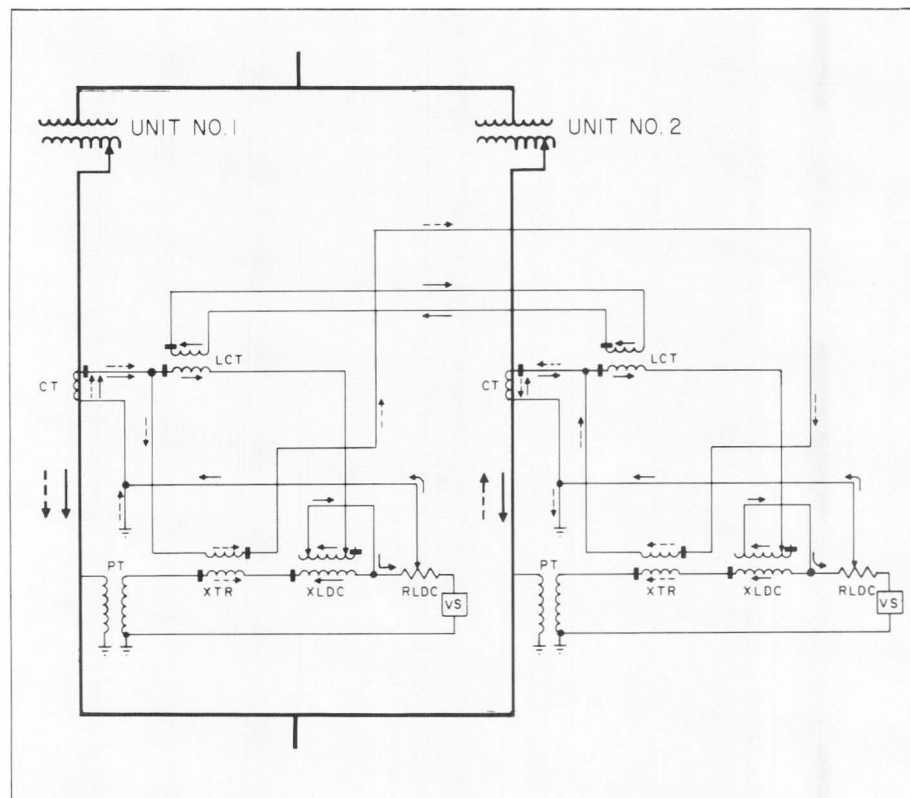 UNIT NO. 1
UNIT NO. 2
LCT
LCT
CT
CT
PT
XTR
XLDC
RLDC
VS
PT
XTR
XLDC
RLDC
VS